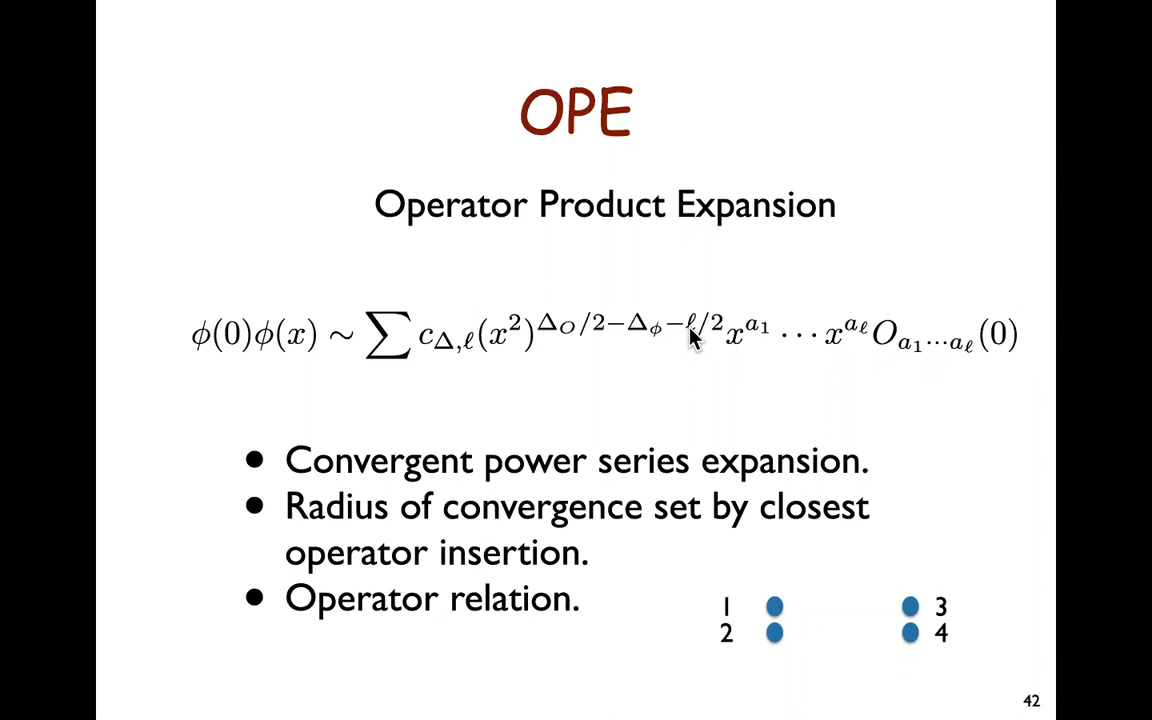 OPE
Operator Product Expansion
ϕ(0)ϕ(x) ∼ ∑ c_{Δ,ℓ}(x²)^{Δ_O/2−Δ_ϕ−ℓ/2} x^{a_1} ⋯ x^{a_ℓ} O_{a_1⋯a_ℓ}(0)
• Convergent power series expansion.
• Radius of convergence set by closest
operator insertion.
• Operator relation.
1 3
2 4
42